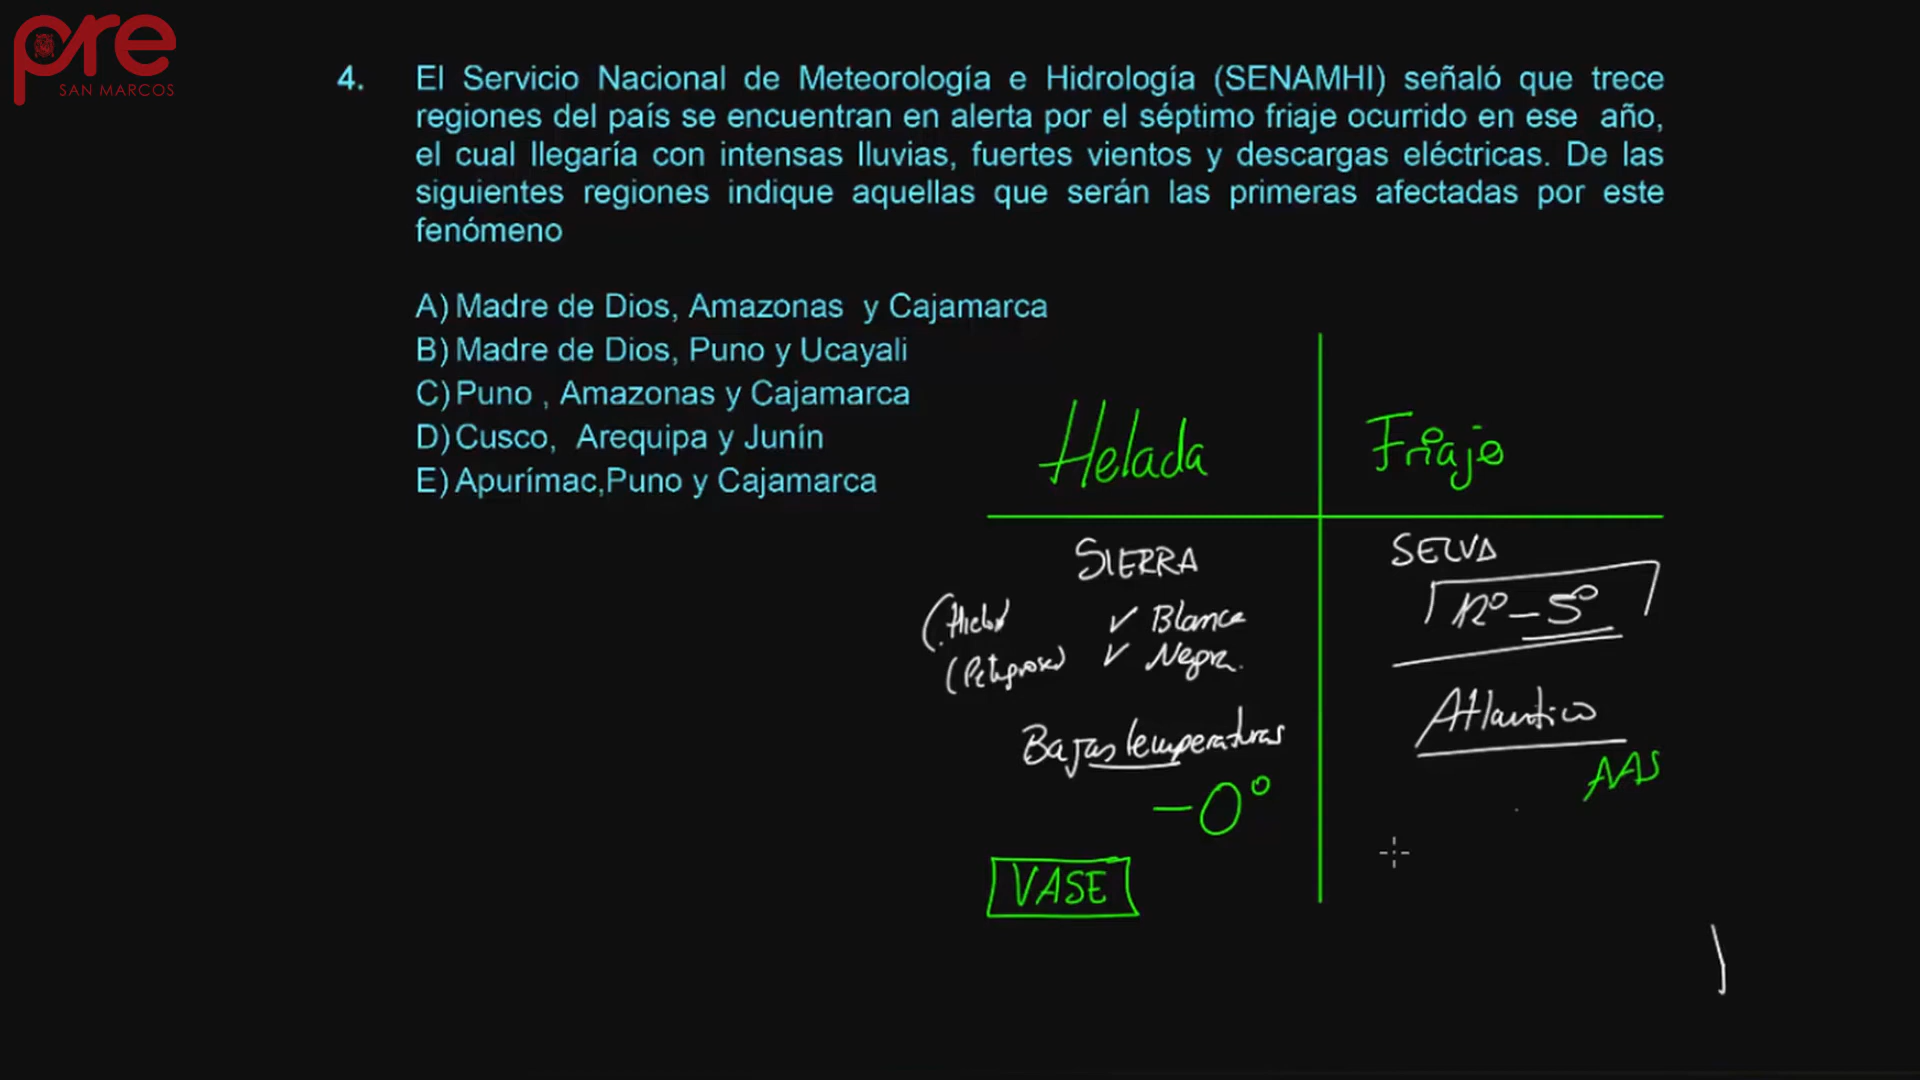 pre
SAN MARCOS
4. El Servicio Nacional de Meteorología e Hidrología (SENAMHI) señaló que trece
regiones del país se encuentran en alerta por el séptimo friaje ocurrido en ese año,
el cual llegaría con intensas lluvias, fuertes vientos y descargas eléctricas. De las
siguientes regiones indique aquellas que serán las primeras afectadas por este
fenómeno
A) Madre de Dios, Amazonas y Cajamarca
B) Madre de Dios, Puno y Ucayali
C) Puno , Amazonas y Cajamarca
D) Cusco, Arequipa y Junín
E) Apurímac,Puno y Cajamarca
Helada
SIERRA
✓ Blanca
✓ Negra.
Bajas temperaturas
-0°
VASE
Friaje
SELVA
12° - 5°
Atlantico
AAS